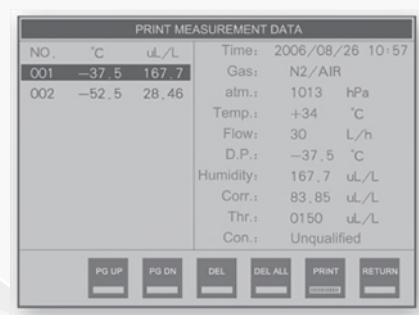 PRINT MEASUREMENT DATA
NO. °C uL/L
001 −37.5 167.7
002 −52.5 28.46
Time: 2006/08/26 10:57
Gas: N2/AIR
atm.: 1013 hPa
Temp.: +34 °C
Flow: 30 L/h
D.P.: −37.5 °C
Humidity: 167.7 uL/L
Corr.: 83.85 uL/L
Thr.: 0150 uL/L
Con.: Unqualified
PG UP PG DN DEL DEL ALL PRINT RETURN